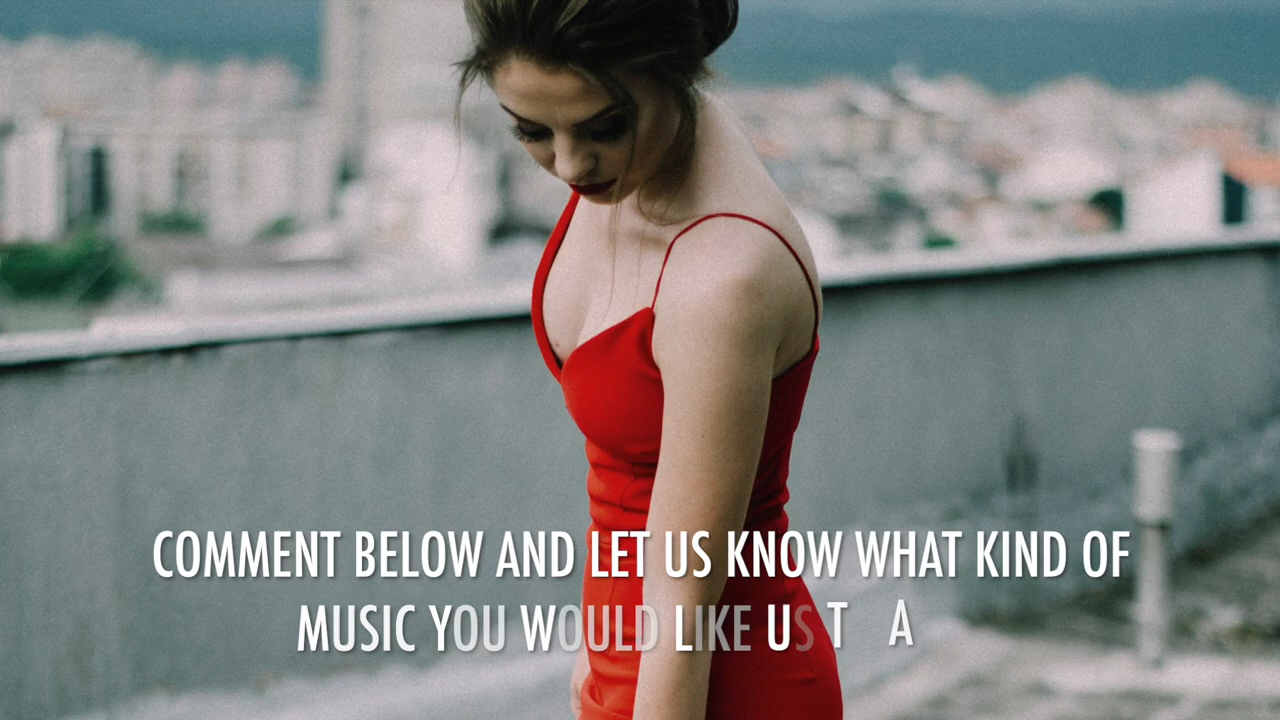 COMMENT BELOW AND LET US KNOW WHAT KIND OF
MUSIC YOU WOULD LIKE US T A